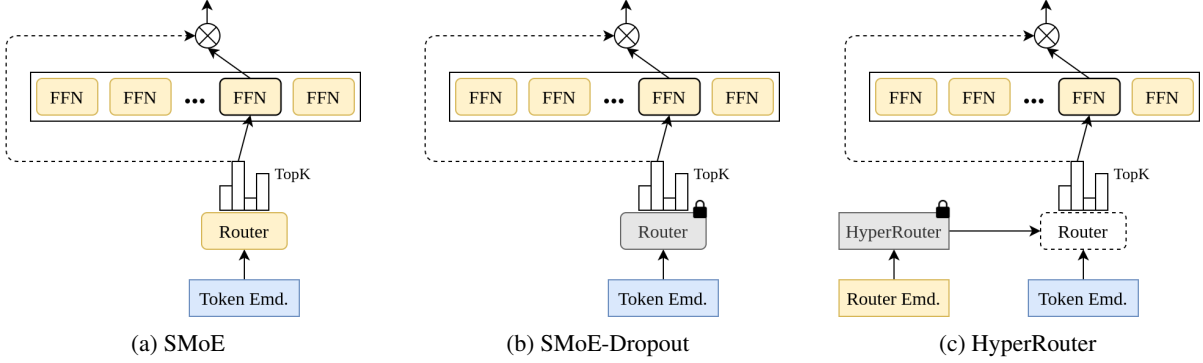 FFN FFN ... FFN FFN
TopK
Router
Token Emd.
(a) SMoE
FFN FFN ... FFN FFN
TopK
Router
Token Emd.
(b) SMoE-Dropout
FFN FFN ... FFN FFN
TopK
HyperRouter
Router
Router Emd.
Token Emd.
(c) HyperRouter